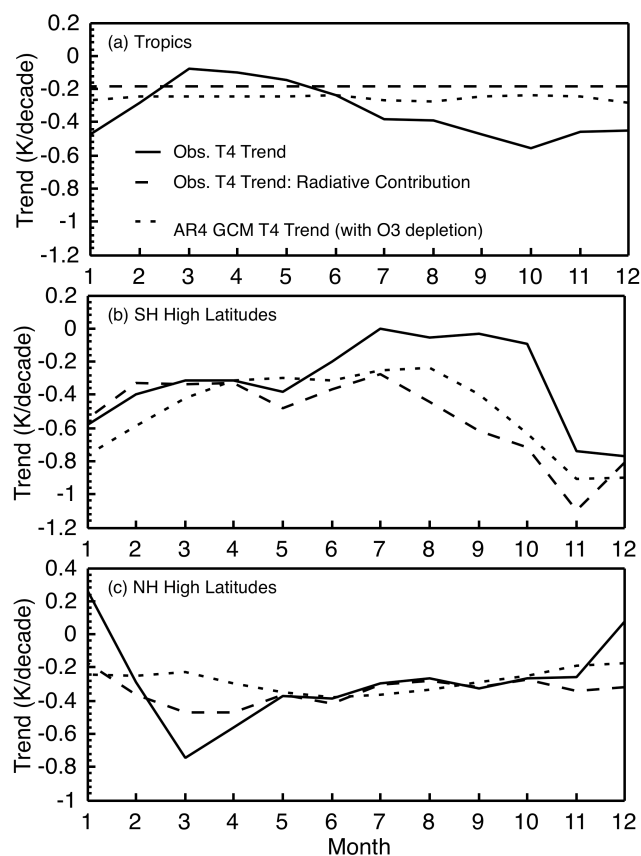 0.2
(a) Tropics
0
-0.2
-0.4
Obs. T4 Trend
-0.6
Obs. T4 Trend: Radiative Contribution
-0.8
-1
AR4 GCM T4 Trend (with O3 depletion)
-1.2
Trend (K/decade)
1 2 3 4 5 6 7 8 9 10 11 12
0.2
(b) SH High Latitudes
0
-0.2
-0.4
-0.6
-0.8
-1
-1.2
Trend (K/decade)
1 2 3 4 5 6 7 8 9 10 11 12
0.4
(c) NH High Latitudes
0.2
0
-0.2
-0.4
-0.6
-0.8
-1
Trend (K/decade)
1 2 3 4 5 6 7 8 9 10 11 12
Month